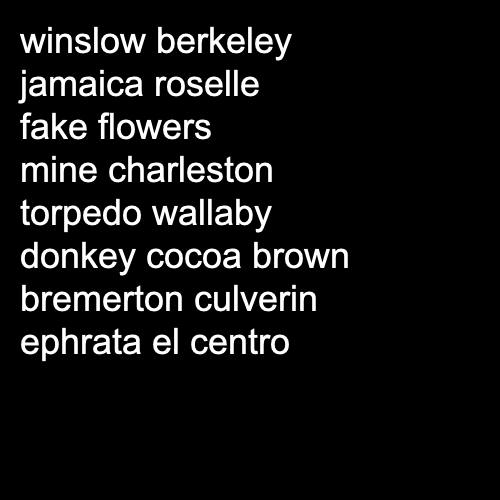 winslow berkeley
jamaica roselle
fake flowers
mine charleston
torpedo wallaby
donkey cocoa brown
bremerton culverin
ephrata el centro